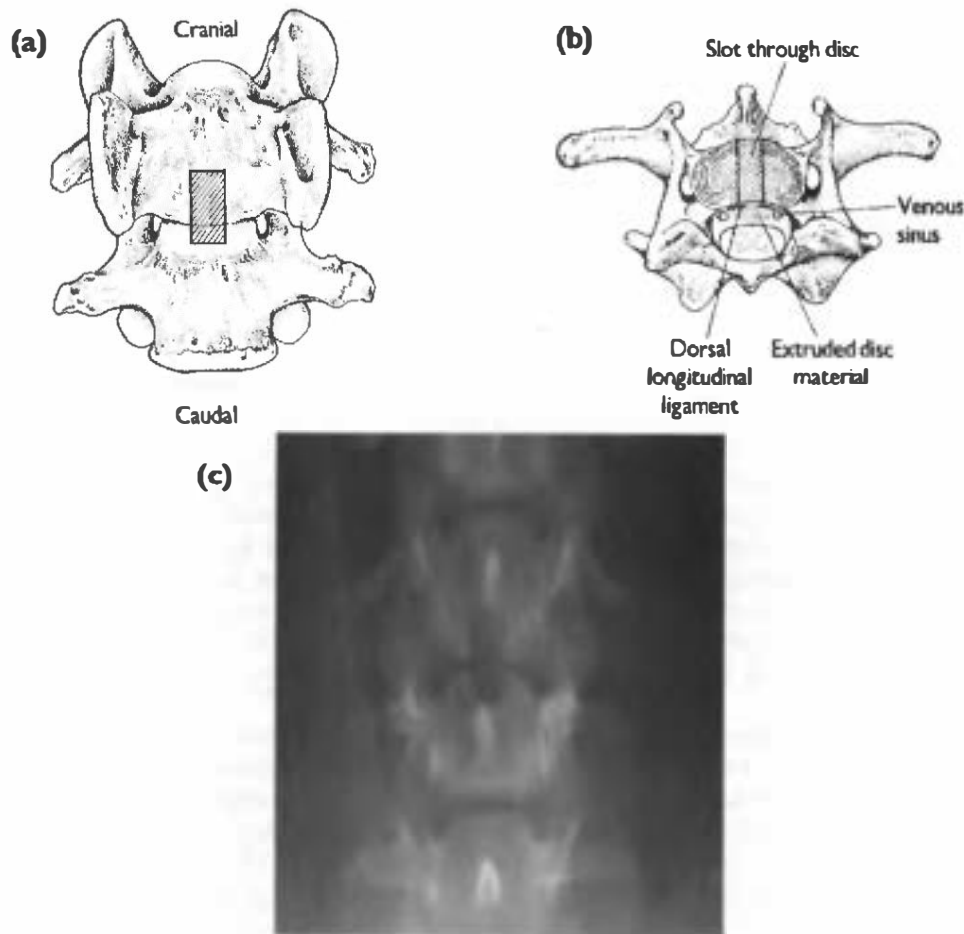 (a)
Cranial
Caudal
(b)
Slot through disc
Venous
sinus
Dorsal
longitudinal
ligament
Extruded disc
material
(c)